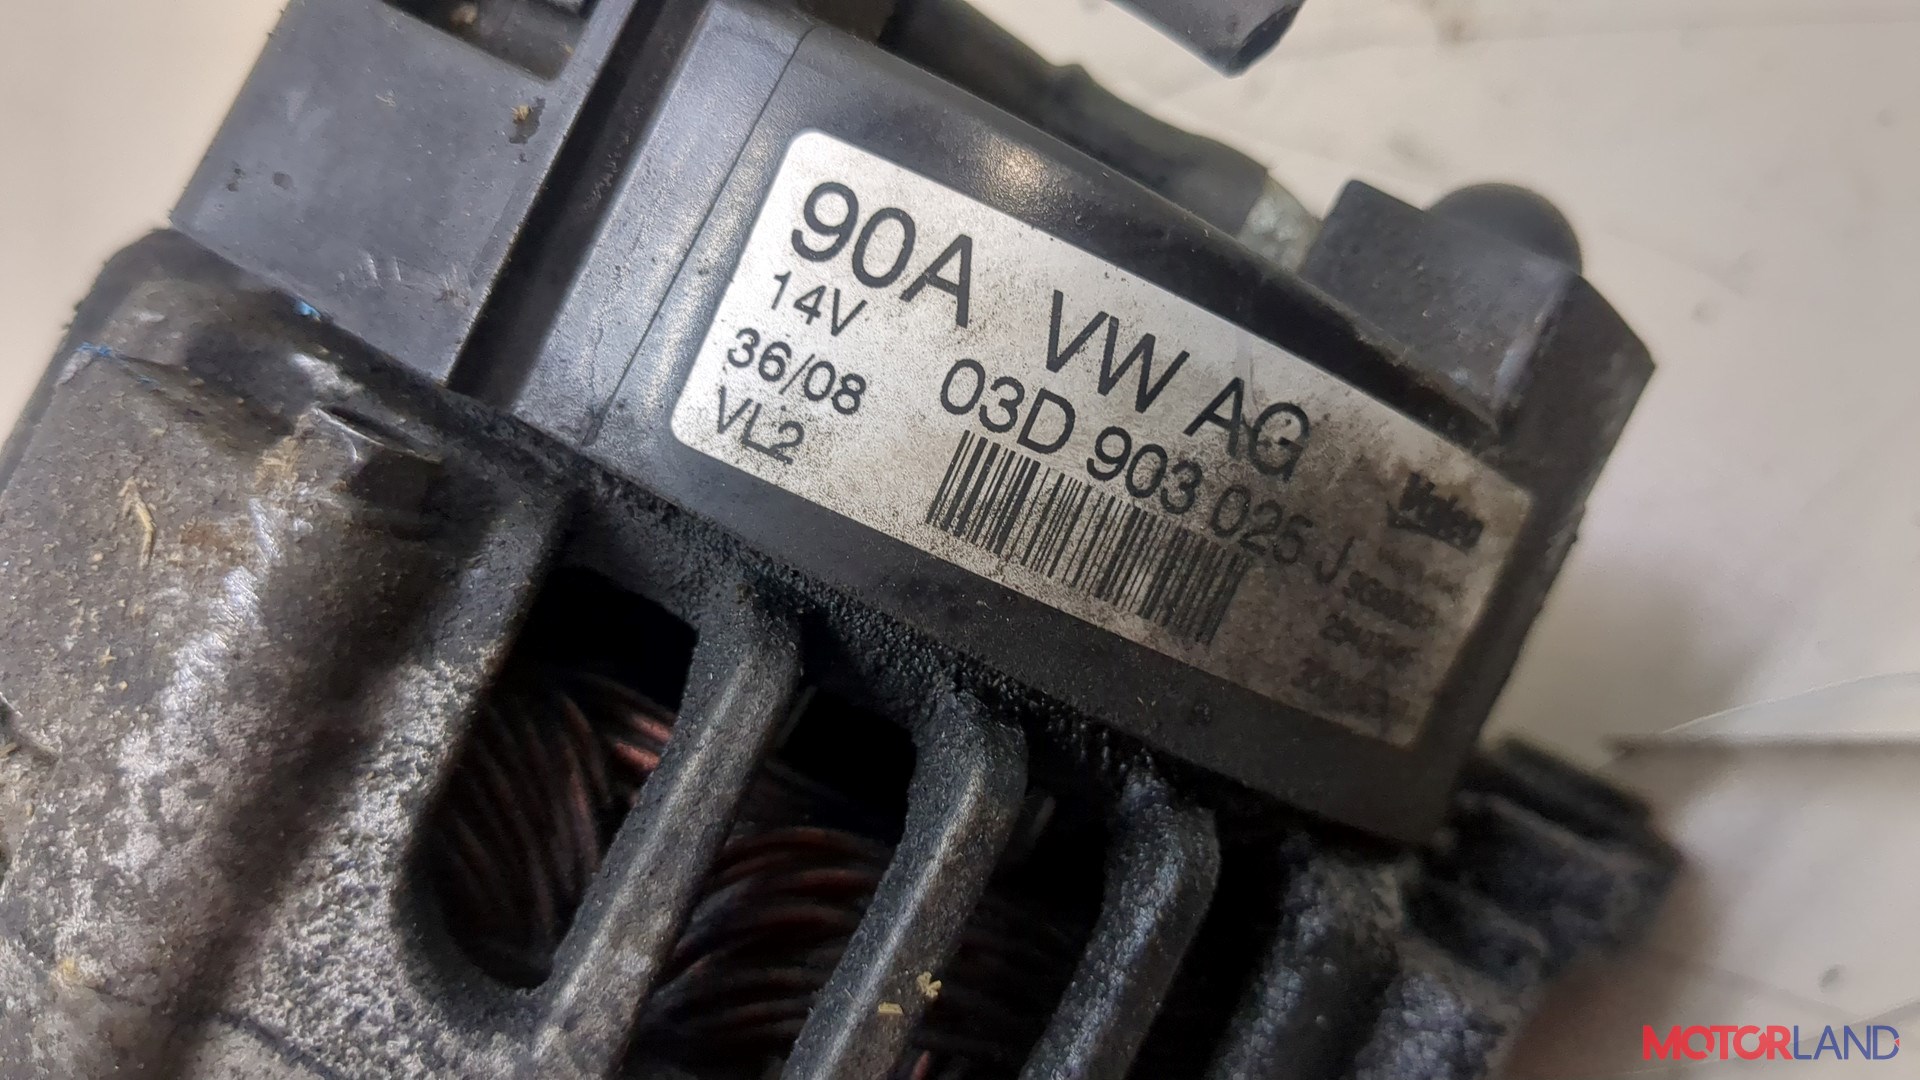 90A VW AG
14V
36/08 03D 903 025 J
VL2
Valeo
MOTORLAND